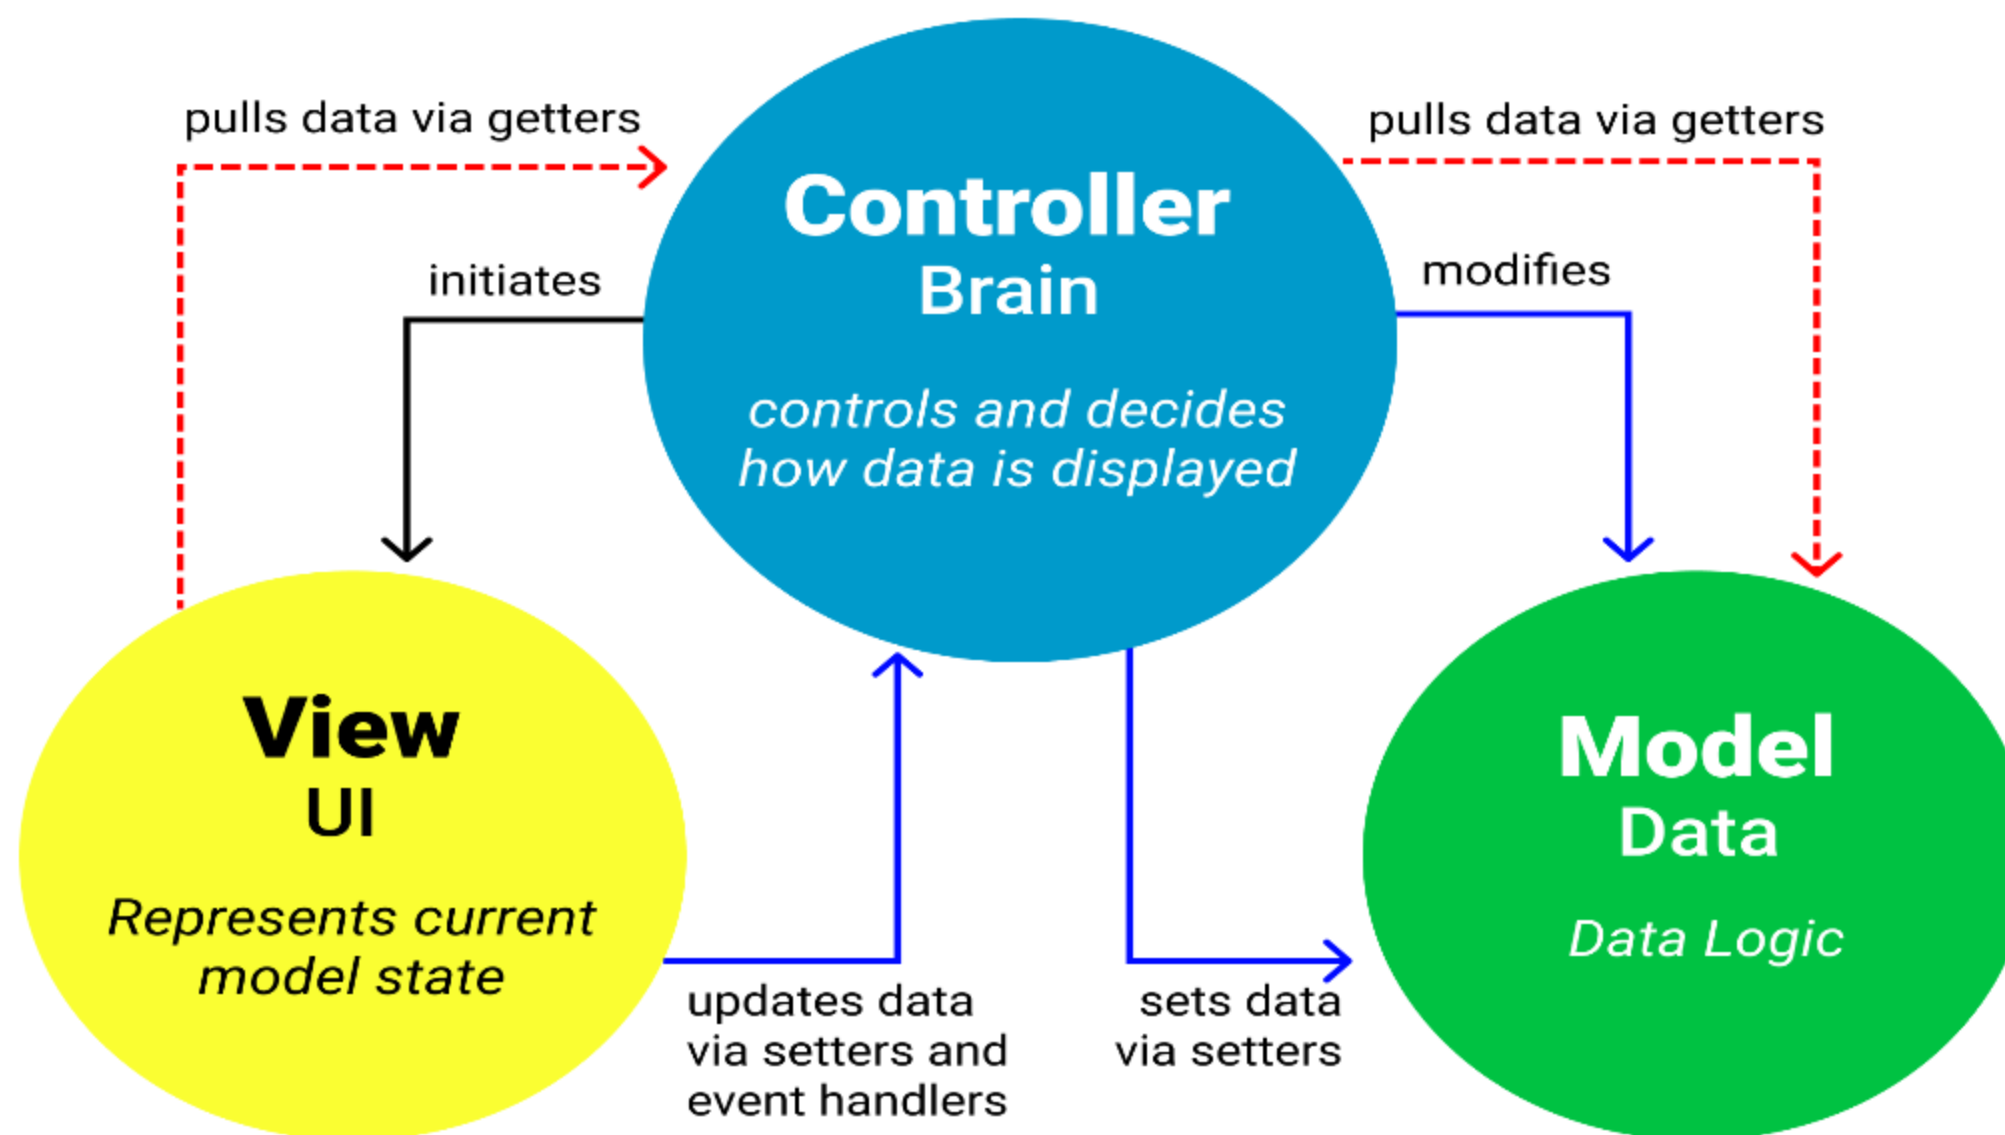 pulls data via getters
pulls data via getters
Controller
Brain
controls and decides
how data is displayed
initiates
modifies
View
UI
Represents current
model state
updates data
via setters and
event handlers
sets data
via setters
Model
Data
Data Logic